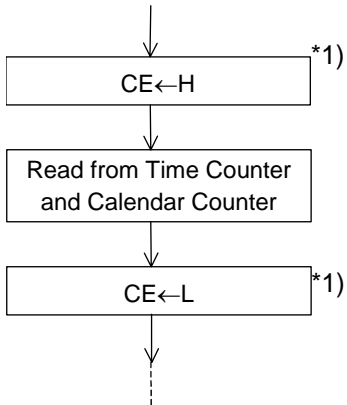 *1)
CE←H
Read from Time Counter
and Calendar Counter
*1)
CE←L